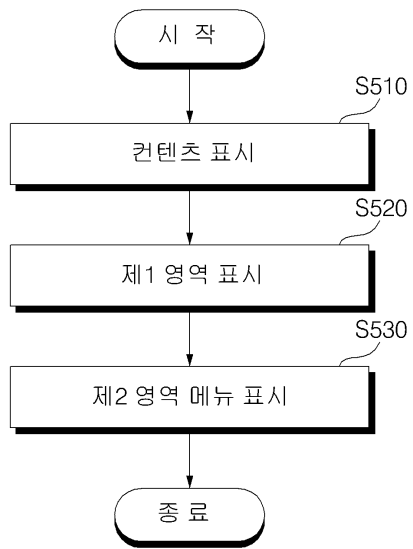 시 작
S510
컨텐츠 표시
S520
제1 영역 표시
S530
제2 영역 메뉴 표시
종 료